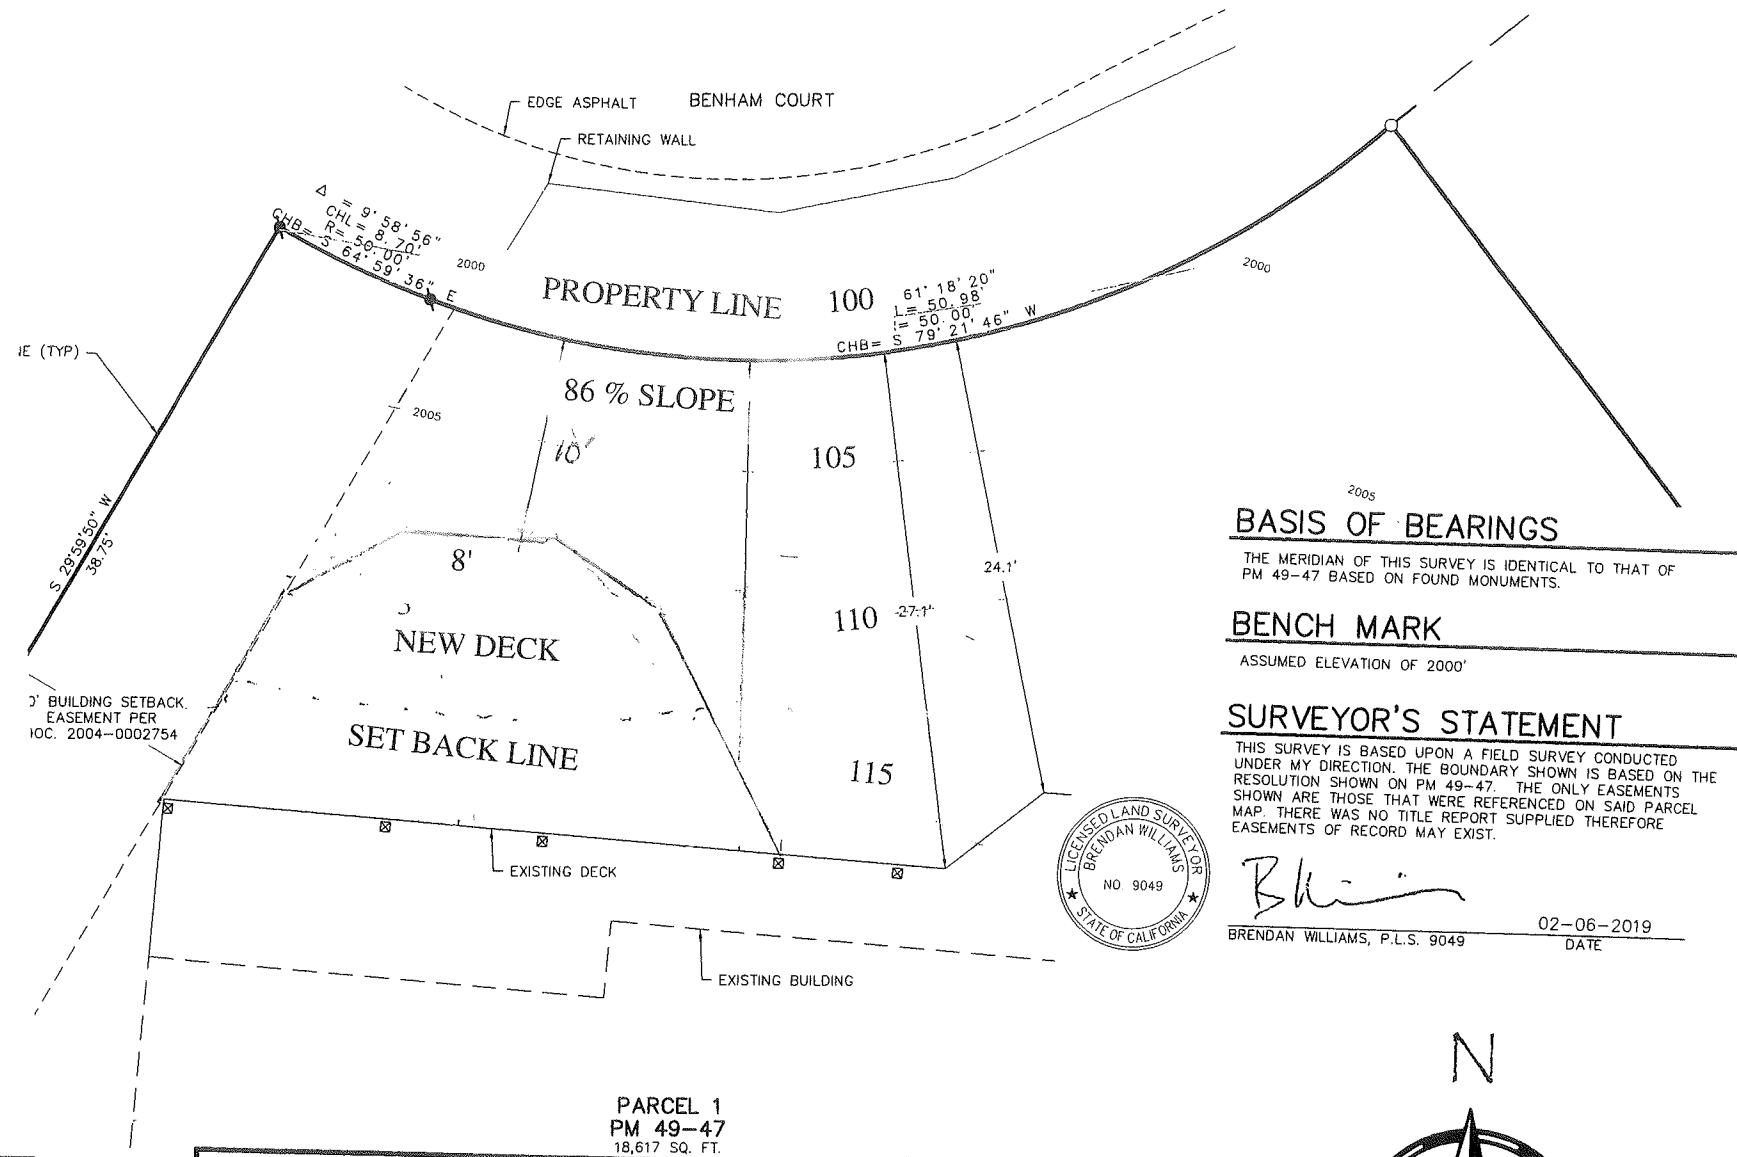 EDGE ASPHALT
BENHAM COURT
RETAINING WALL
Δ = 9°58'56"
CHL = 8.70'
R= 50.00'
CHB= S 64°59'36" E
2000
PROPERTY LINE
100
61°18'20"
L= 50.98'
= 50.00'
CHB= S 79°21'46" W
2000
IE (TYP)
86 % SLOPE
2005
10'
105
S 29°59'50" W
38.75'
2005
8'
24.1'
110
27.1'
NEW DECK
BASIS OF BEARINGS
THE MERIDIAN OF THIS SURVEY IS IDENTICAL TO THAT OF
PM 49-47 BASED ON FOUND MONUMENTS.
BENCH MARK
ASSUMED ELEVATION OF 2000'
0' BUILDING SETBACK
EASEMENT PER
OC. 2004-0002754
SET BACK LINE
115
SURVEYOR'S STATEMENT
THIS SURVEY IS BASED UPON A FIELD SURVEY CONDUCTED
UNDER MY DIRECTION. THE BOUNDARY SHOWN IS BASED ON THE
RESOLUTION SHOWN ON PM 49-47. THE ONLY EASEMENTS
SHOWN ARE THOSE THAT WERE REFERENCED ON SAID PARCEL
MAP. THERE WAS NO TITLE REPORT SUPPLIED THEREFORE
EASEMENTS OF RECORD MAY EXIST.
LICENSED LAND SURVEYOR
BRENDAN WILLIAMS
NO. 9049
STATE OF CALIFORNIA
EXISTING DECK
02-06-2019
BRENDAN WILLIAMS, P.L.S. 9049
DATE
EXISTING BUILDING
N
PARCEL 1
PM 49-47
18,617 SQ. FT.